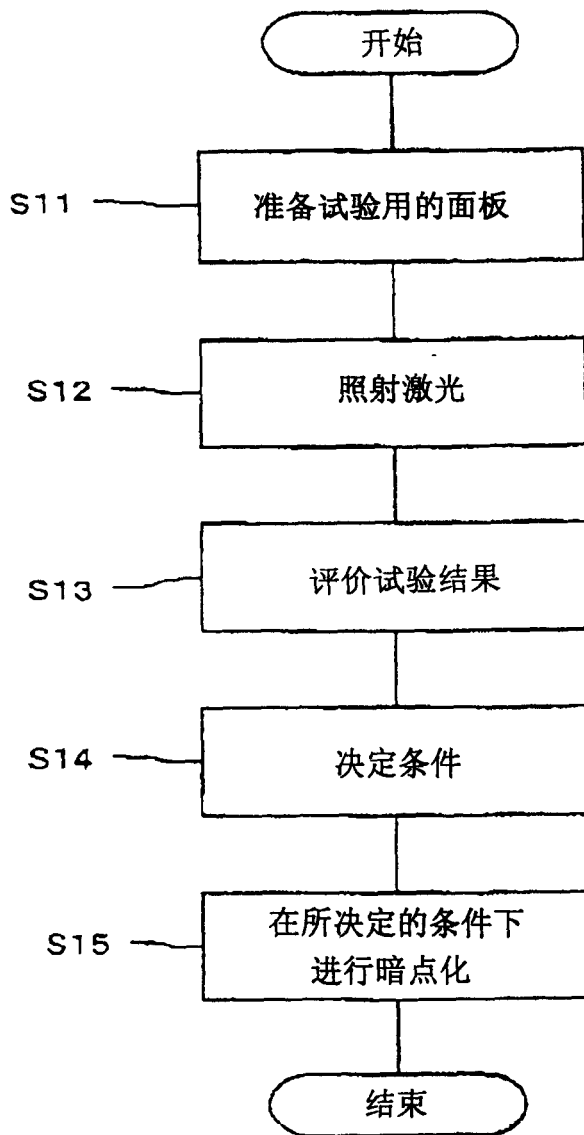 开始
S11
准备试验用的面板
S12
照射激光
S13
评价试验结果
S14
决定条件
S15
在所决定的条件下
进行暗点化
结束